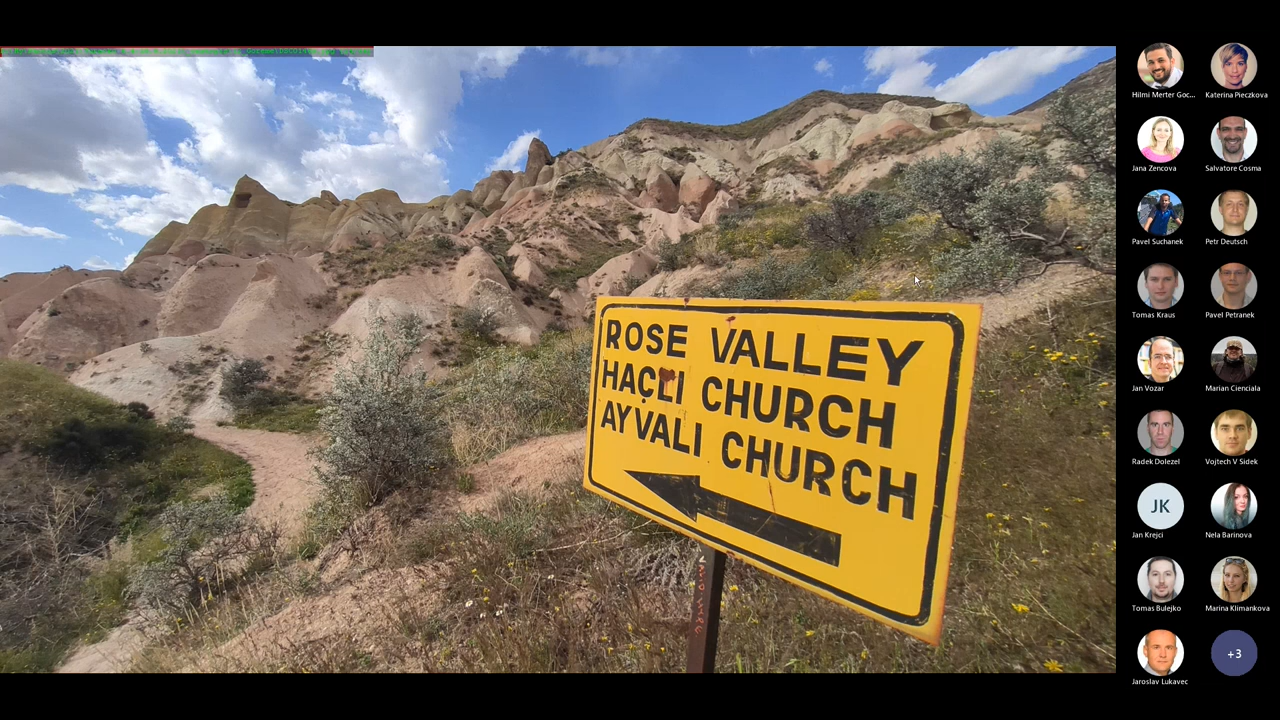 ROSE VALLEY
HAÇLI CHURCH
AYVALI CHURCH
Hilmi Merter Goc...
Katerina Pieczkova
Jana Zencova
Salvatore Cosma
Pavel Suchanek
Petr Deutsch
Tomas Kraus
Pavel Petranek
Jan Vozar
Marian Cienciala
Radek Dolezel
Vojtech V Sidek
JK
Jan Krejci
Nela Barinova
Tomas Bulejko
Marina Klimankova
Jaroslav Lukavec
+3